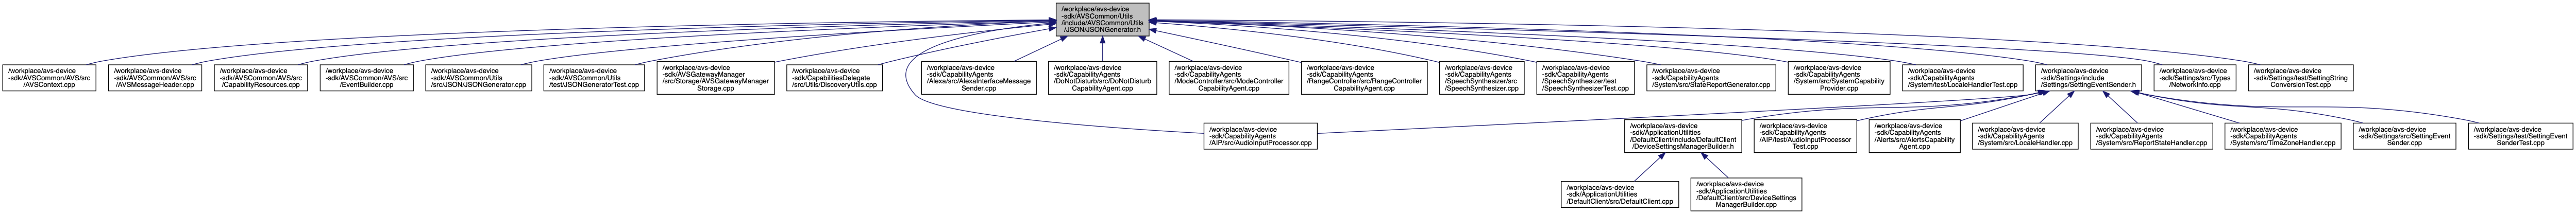 /workplace/avs-device
-sdk/AVSCommon/Utils
/include/AVSCommon/Utils
/JSON/JSONGenerator.h
/workplace/avs-device
-sdk/AVSCommon/AVS/src
/AVSContext.cpp
/workplace/avs-device
-sdk/AVSCommon/AVS/src
/AVSMessageHeader.cpp
/workplace/avs-device
-sdk/AVSCommon/AVS/src
/CapabilityResources.cpp
/workplace/avs-device
-sdk/AVSCommon/AVS/src
/EventBuilder.cpp
/workplace/avs-device
-sdk/AVSCommon/Utils
/src/JSON/JSONGenerator.cpp
/workplace/avs-device
-sdk/AVSCommon/Utils
/test/JSONGeneratorTest.cpp
/workplace/avs-device
-sdk/AVSGatewayManager
/src/Storage/AVSGatewayManager
Storage.cpp
/workplace/avs-device
-sdk/CapabilitiesDelegate
/src/Utils/DiscoveryUtils.cpp
/workplace/avs-device
-sdk/CapabilityAgents
/Alexa/src/AlexaInterfaceMessage
Sender.cpp
/workplace/avs-device
-sdk/CapabilityAgents
/DoNotDisturb/src/DoNotDisturb
CapabilityAgent.cpp
/workplace/avs-device
-sdk/CapabilityAgents
/ModeController/src/ModeController
CapabilityAgent.cpp
/workplace/avs-device
-sdk/CapabilityAgents
/RangeController/src/RangeController
CapabilityAgent.cpp
/workplace/avs-device
-sdk/CapabilityAgents
/SpeechSynthesizer/src
/SpeechSynthesizer.cpp
/workplace/avs-device
-sdk/CapabilityAgents
/SpeechSynthesizer/test
/SpeechSynthesizerTest.cpp
/workplace/avs-device
-sdk/CapabilityAgents
/System/src/StateReportGenerator.cpp
/workplace/avs-device
-sdk/CapabilityAgents
/System/src/SystemCapability
Provider.cpp
/workplace/avs-device
-sdk/CapabilityAgents
/System/test/LocaleHandlerTest.cpp
/workplace/avs-device
-sdk/Settings/include
/Settings/SettingEventSender.h
/workplace/avs-device
-sdk/Settings/src/Types
/NetworkInfo.cpp
/workplace/avs-device
-sdk/Settings/test/SettingString
ConversionTest.cpp
/workplace/avs-device
-sdk/CapabilityAgents
/AIP/src/AudioInputProcessor.cpp
/workplace/avs-device
-sdk/ApplicationUtilities
/DefaultClient/include/DefaultClient
/DeviceSettingsManagerBuilder.h
/workplace/avs-device
-sdk/CapabilityAgents
/AIP/test/AudioInputProcessor
Test.cpp
/workplace/avs-device
-sdk/CapabilityAgents
/Alerts/src/AlertsCapability
Agent.cpp
/workplace/avs-device
-sdk/CapabilityAgents
/System/src/LocaleHandler.cpp
/workplace/avs-device
-sdk/CapabilityAgents
/System/src/ReportStateHandler.cpp
/workplace/avs-device
-sdk/CapabilityAgents
/System/src/TimeZoneHandler.cpp
/workplace/avs-device
-sdk/Settings/src/SettingEvent
Sender.cpp
/workplace/avs-device
-sdk/Settings/test/SettingEvent
SenderTest.cpp
/workplace/avs-device
-sdk/ApplicationUtilities
/DefaultClient/src/DefaultClient.cpp
/workplace/avs-device
-sdk/ApplicationUtilities
/DefaultClient/src/DeviceSettings
ManagerBuilder.cpp